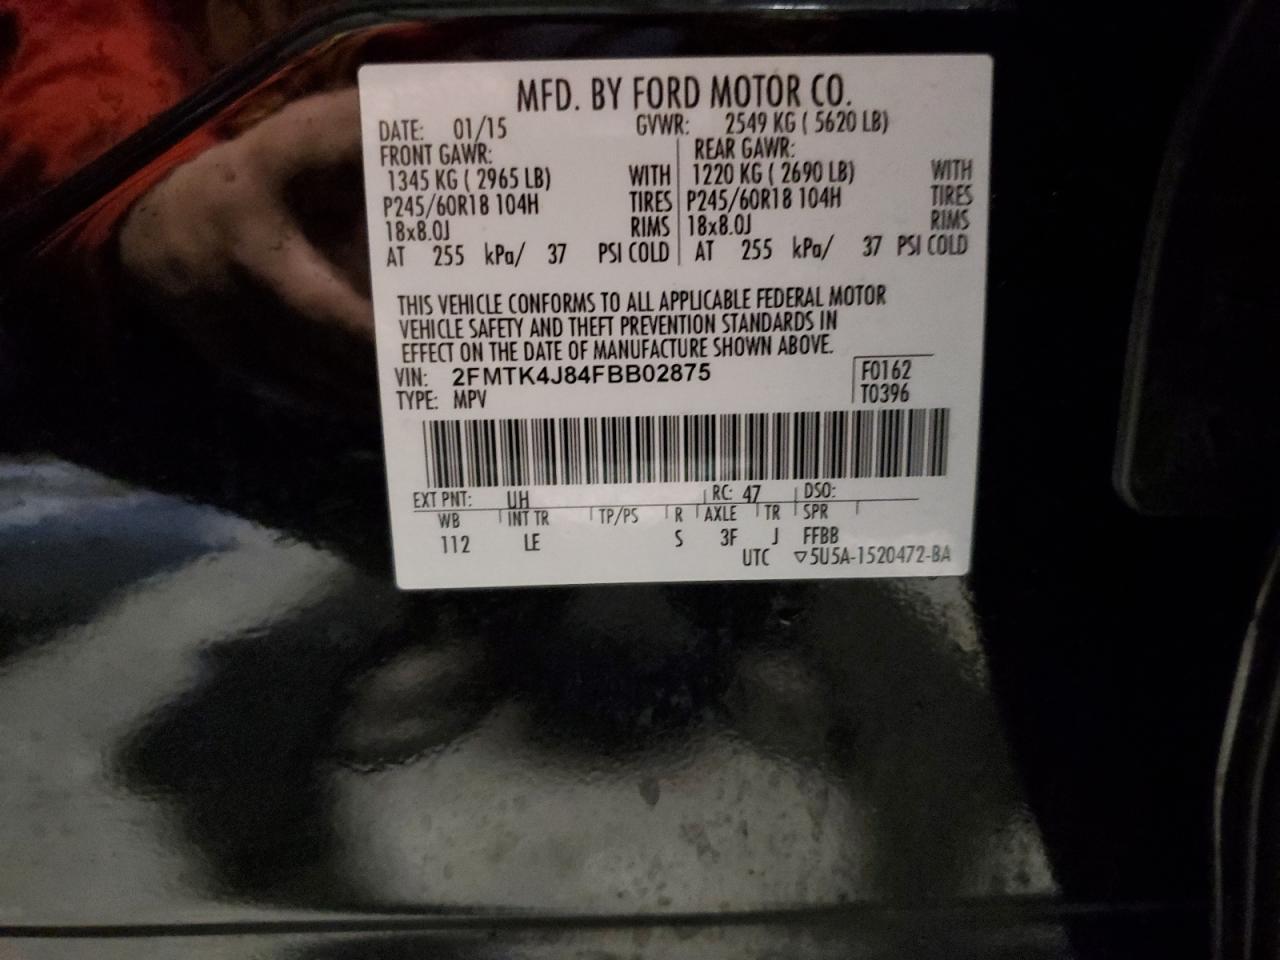 MFD. BY FORD MOTOR CO.
DATE: 01/15 GVWR: 2549 KG ( 5620 LB)
FRONT GAWR: REAR GAWR:
1345 KG ( 2965 LB) WITH 1220 KG ( 2690 LB) WITH
P245/60R18 104H TIRES P245/60R18 104H TIRES
18x8.0J RIMS 18x8.0J RIMS
AT 255 kPa/ 37 PSI COLD AT 255 kPa/ 37 PSI COLD
THIS VEHICLE CONFORMS TO ALL APPLICABLE FEDERAL MOTOR
VEHICLE SAFETY AND THEFT PREVENTION STANDARDS IN
EFFECT ON THE DATE OF MANUFACTURE SHOWN ABOVE.
VIN: 2FMTK4J84FBB02875 F0162
TYPE: MPV T0396
EXT PNT: UH RC: 47 DSO:
WB INT TR TP/PS R AXLE TR SPR
112 LE S 3F J FFBB
UTC ▽5U5A-1520472-BA